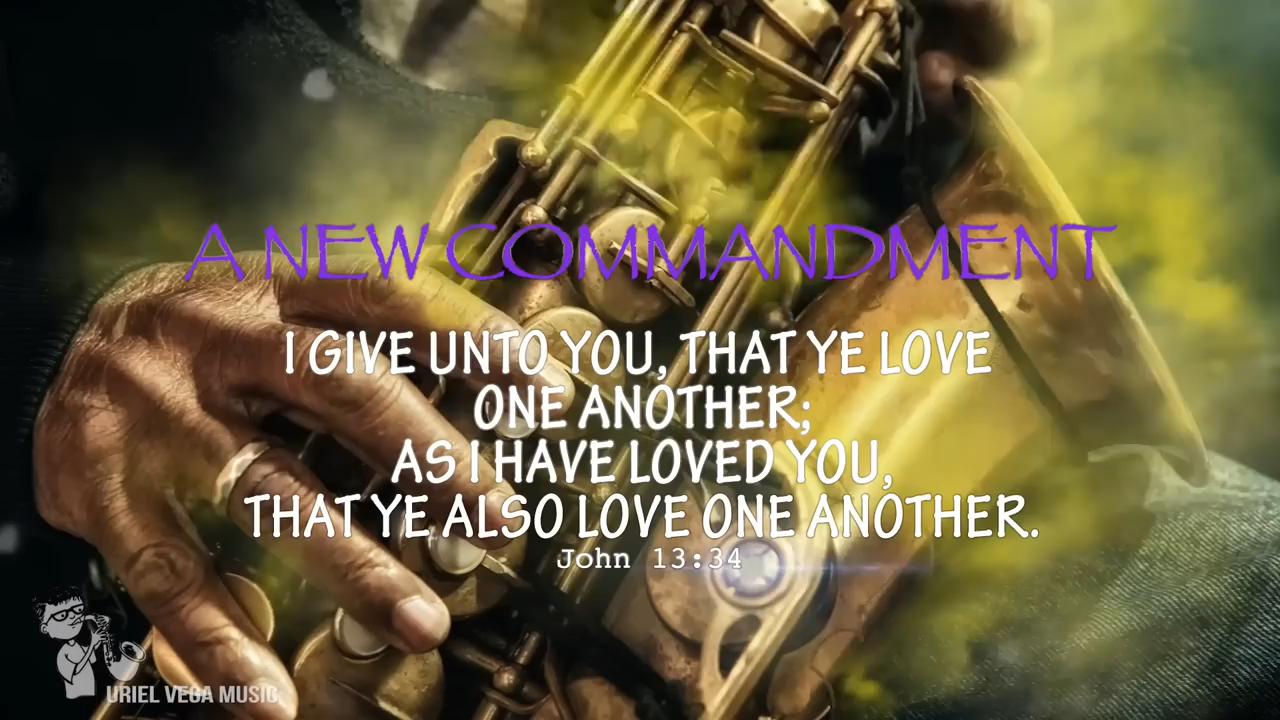 A NEW COMMANDMENT
I GIVE UNTO YOU, THAT YE LOVE
ONE ANOTHER;
AS I HAVE LOVED YOU,
THAT YE ALSO LOVE ONE ANOTHER.
John 13:34
URIEL VEGA MUSIC